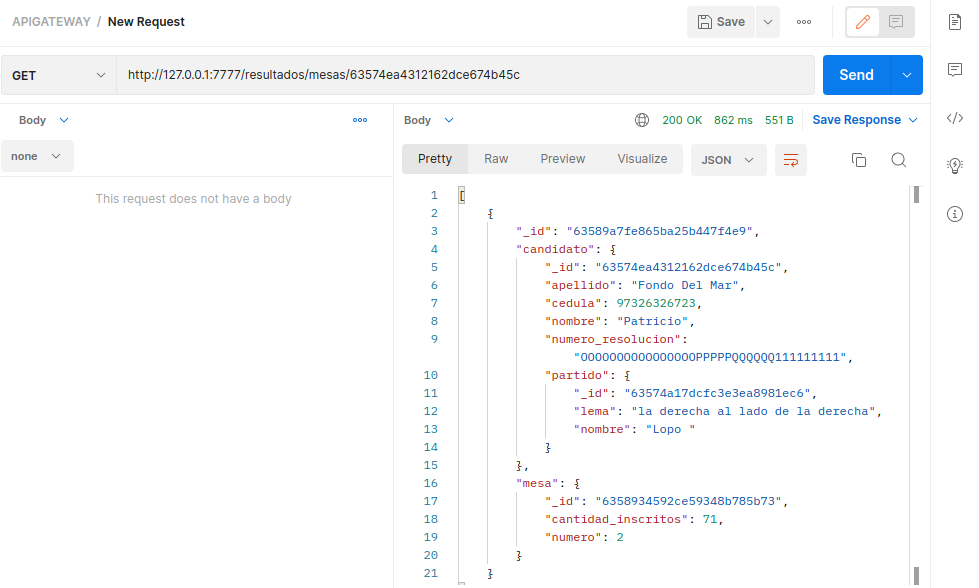 APIGATEWAY / New Request
Save
GET
http://127.0.0.1:7777/resultados/mesas/63574ea4312162dce674b45c
Send
Body
none
This request does not have a body
Body
200 OK 862 ms 551 B Save Response
Pretty Raw Preview Visualize JSON
1 [
2 {
3 "_id": "63589a7fe865ba25b447f4e9",
4 "candidato": {
5 "_id": "63574ea4312162dce674b45c",
6 "apellido": "Fondo Del Mar",
7 "cedula": 97326326723,
8 "nombre": "Patricio",
9 "numero_resolucion":
"OOOOOOOOOOOOOOOOPPPPPQQQQQQ111111111",
10 "partido": {
11 "_id": "63574a17dcfc3e3ea8981ec6",
12 "lema": "la derecha al lado de la derecha",
13 "nombre": "Lopo "
14 }
15 },
16 "mesa": {
17 "_id": "6358934592ce59348b785b73",
18 "cantidad_inscritos": 71,
19 "numero": 2
20 }
21 }